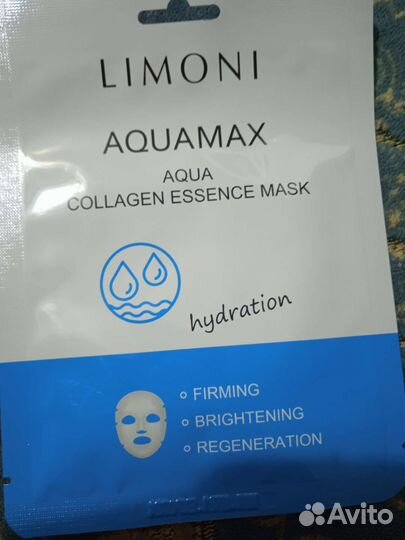 LIMONI
AQUAMAX
AQUA
COLLAGEN ESSENCE MASK
hydration
FIRMING
BRIGHTENING
REGENERATION
Avito